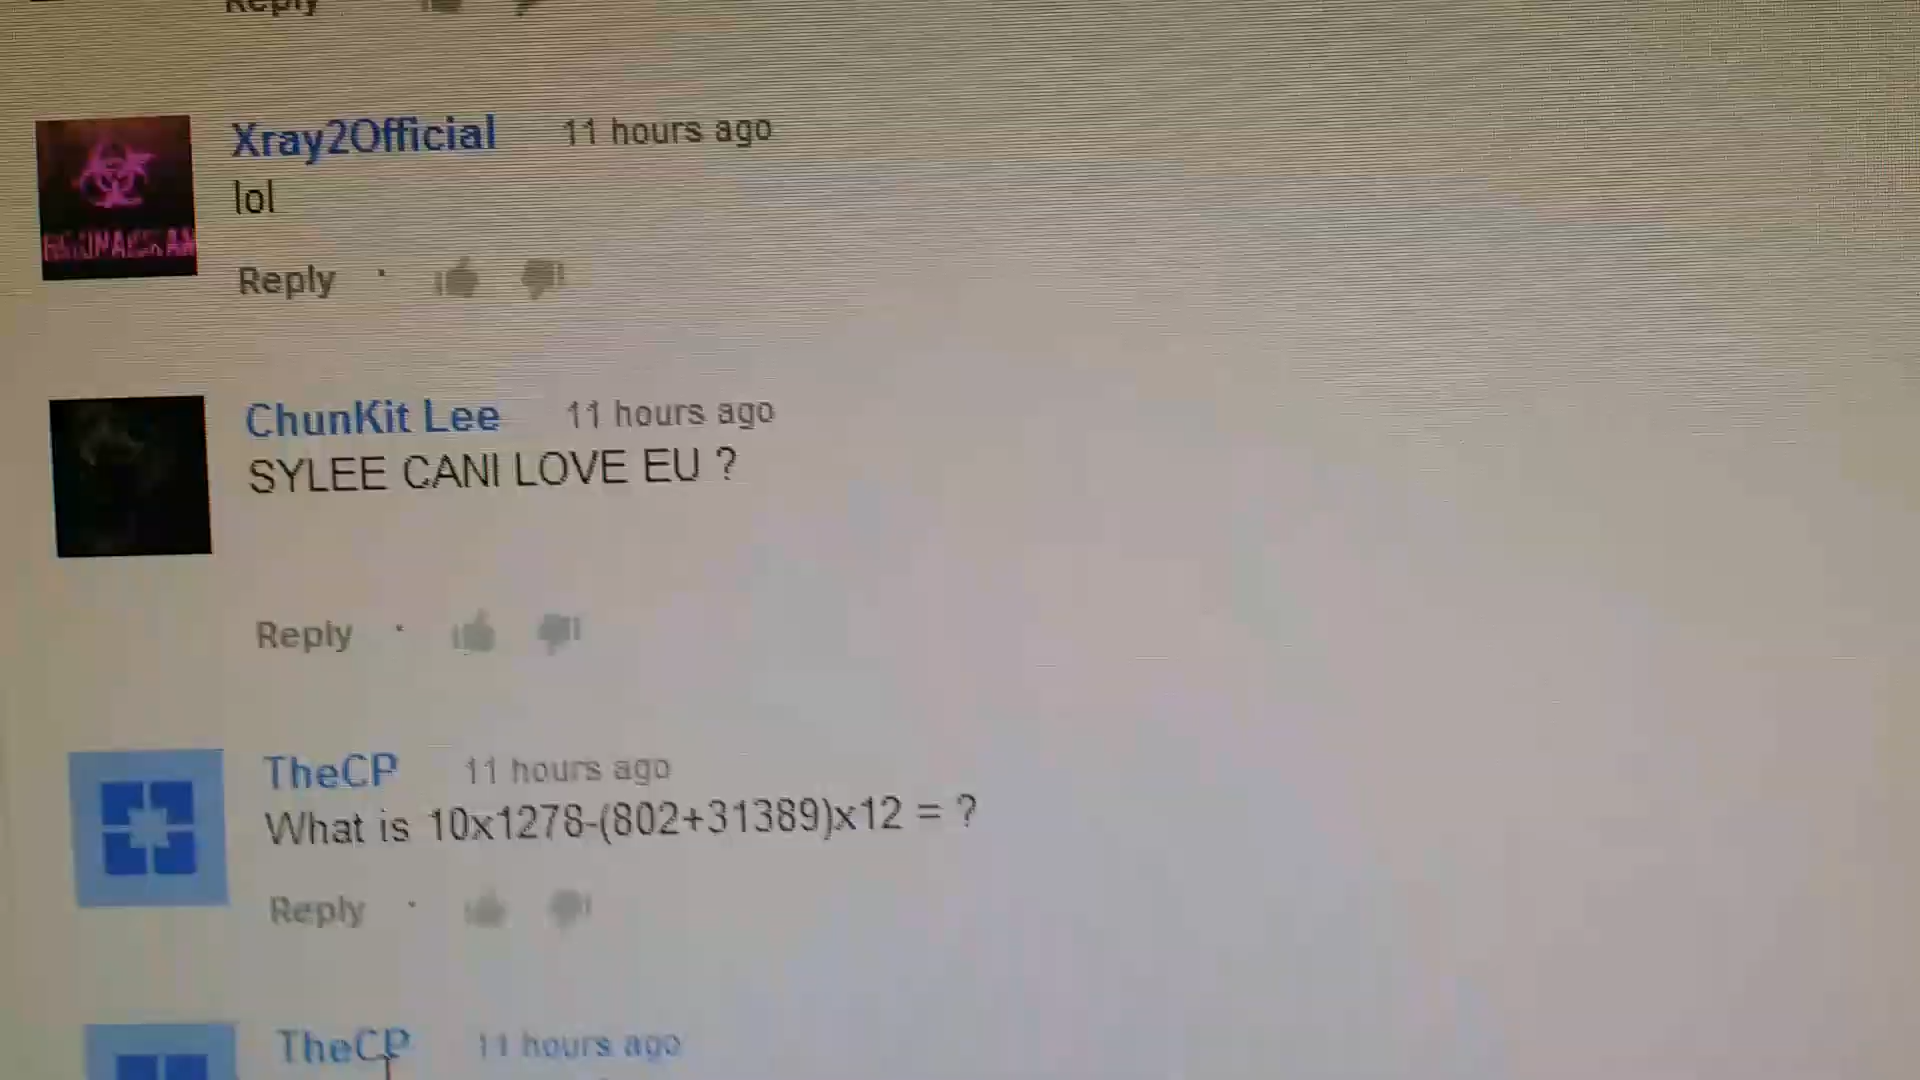 Reply
Xray2Official 11 hours ago
lol
Reply
ChunKit Lee 11 hours ago
SYLEE CANI LOVE EU ?
Reply
TheCP 11 hours ago
What is 10x1278-(802+31389)x12 = ?
Reply
TheCP 11 hours ago